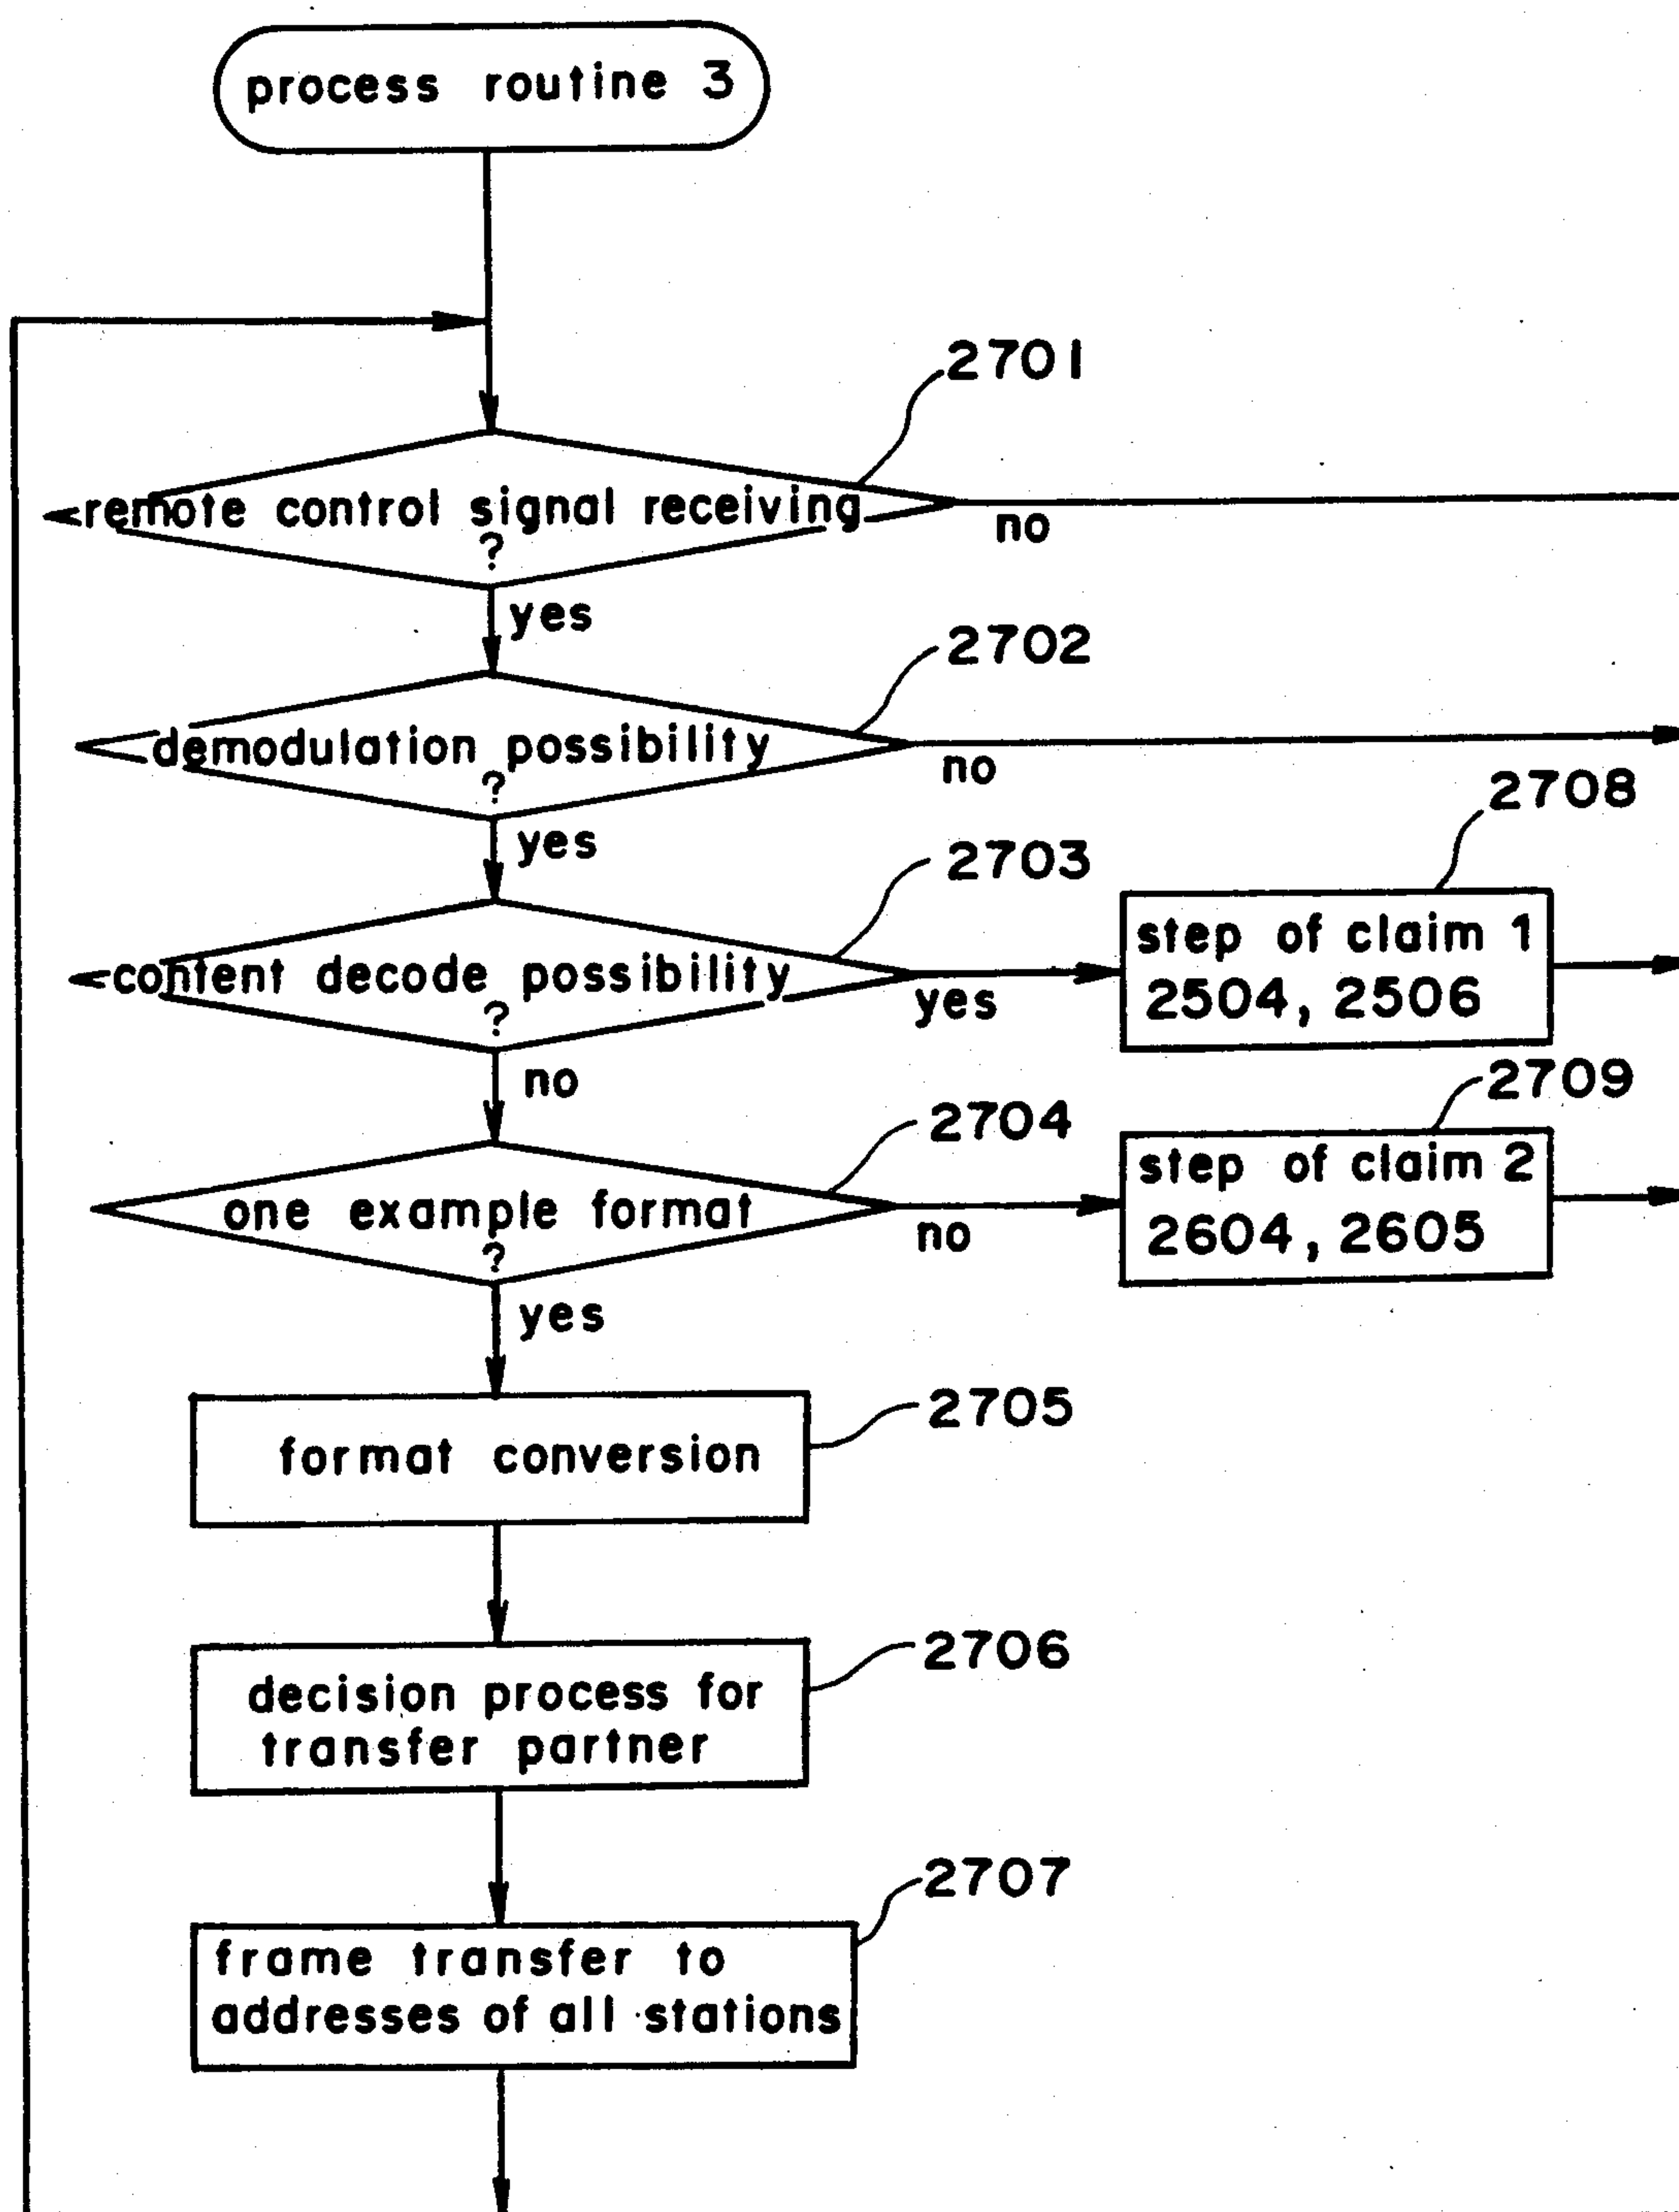 process routine 3
2701
remote control signal receiving
?
no
yes
2702
demodulation possibility
?
no
yes
2703
content decode possibility
?
yes
no
2708
step of claim 1
2504, 2506
2704
one example format
?
no
yes
2709
step of claim 2
2604, 2605
2705
format conversion
2706
decision process for
transfer partner
2707
frame transfer to
addresses of all stations